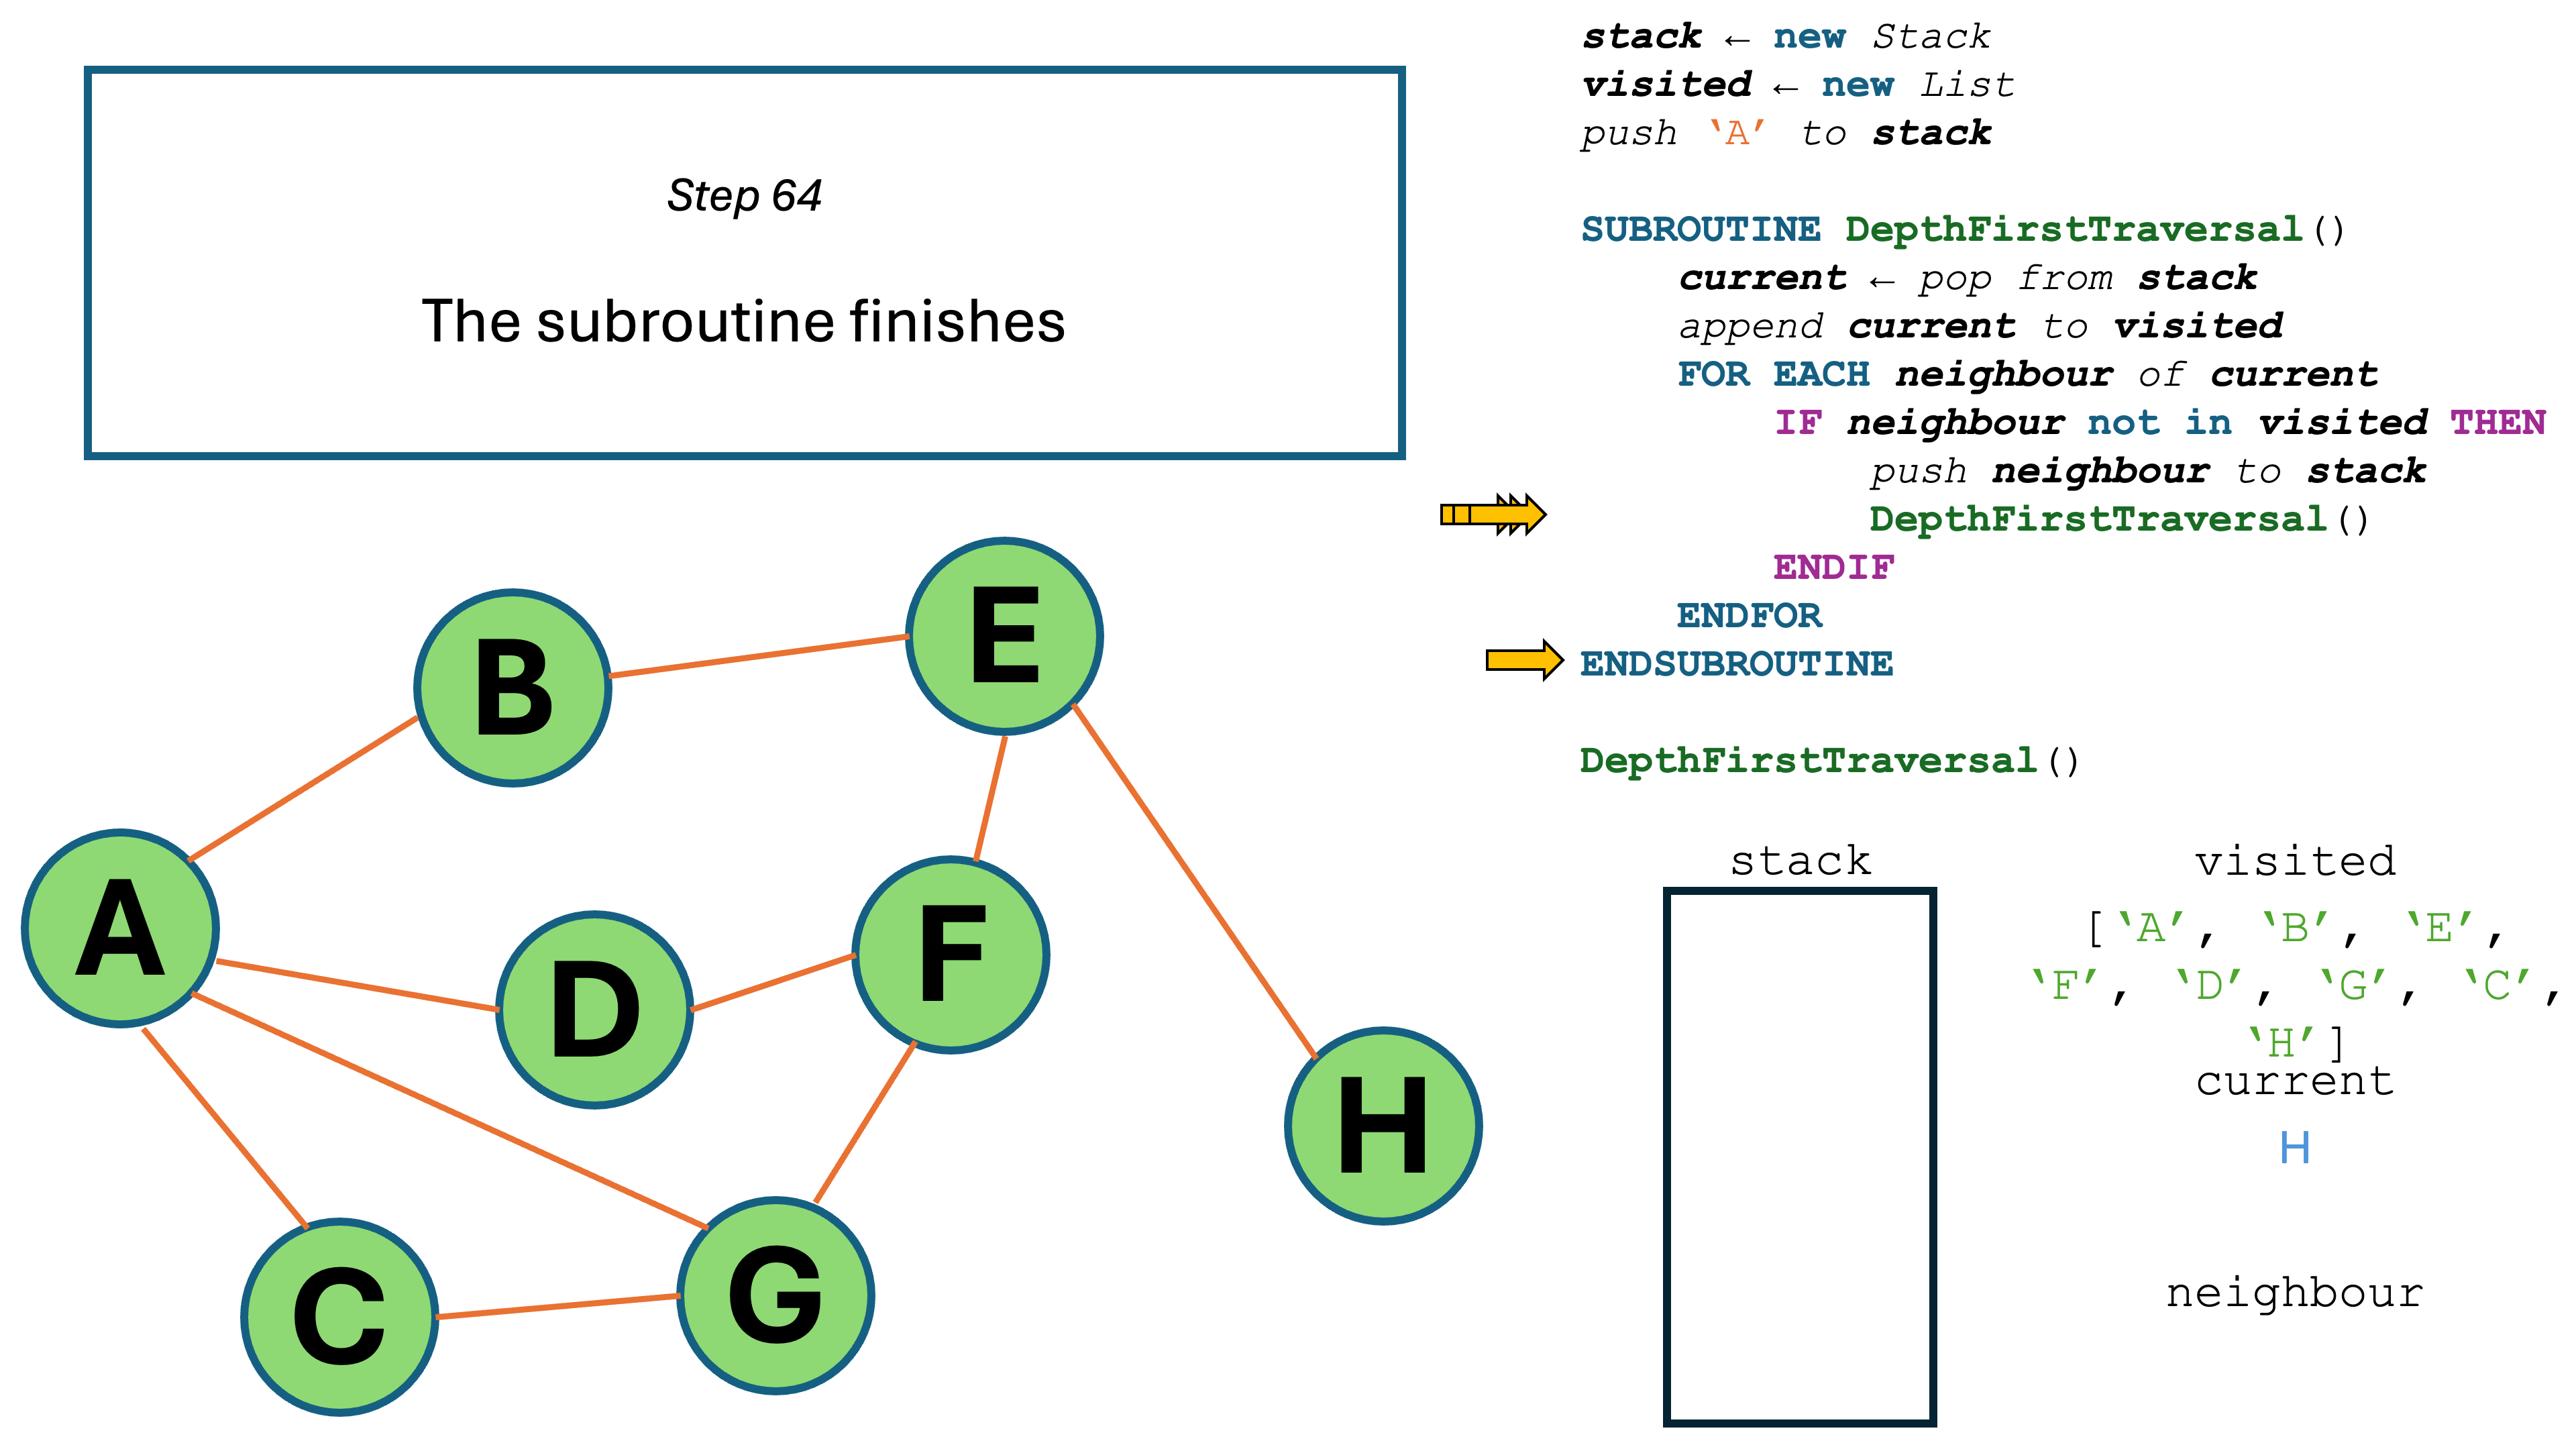 Step 64
The subroutine finishes
stack ← new Stack
visited ← new List
push ‘A’ to stack
SUBROUTINE DepthFirstTraversal()
current ← pop from stack
append current to visited
FOR EACH neighbour of current
IF neighbour not in visited THEN
push neighbour to stack
DepthFirstTraversal()
ENDIF
ENDFOR
ENDSUBROUTINE
DepthFirstTraversal()
B
E
A
D
F
H
C
G
stack
visited
[‘A’, ‘B’, ‘E’,
‘F’, ‘D’, ‘G’, ‘C’,
‘H’]
current
H
neighbour